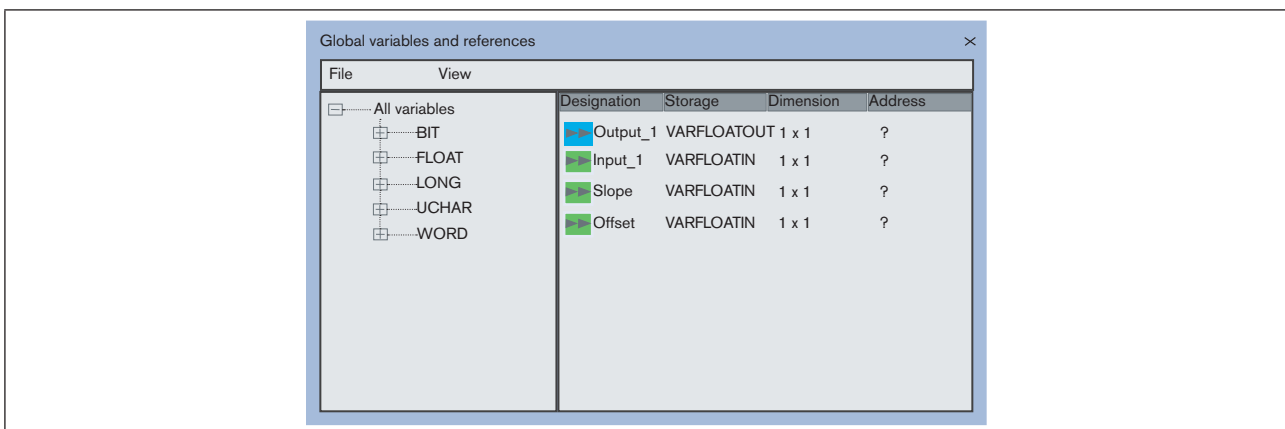 Global variables and references
File View
All variables
BIT
FLOAT
LONG
UCHAR
WORD
Designation Storage Dimension Address
Output_1 VARFLOATOUT 1 x 1 ?
Input_1 VARFLOATIN 1 x 1 ?
Slope VARFLOATIN 1 x 1 ?
Offset VARFLOATIN 1 x 1 ?